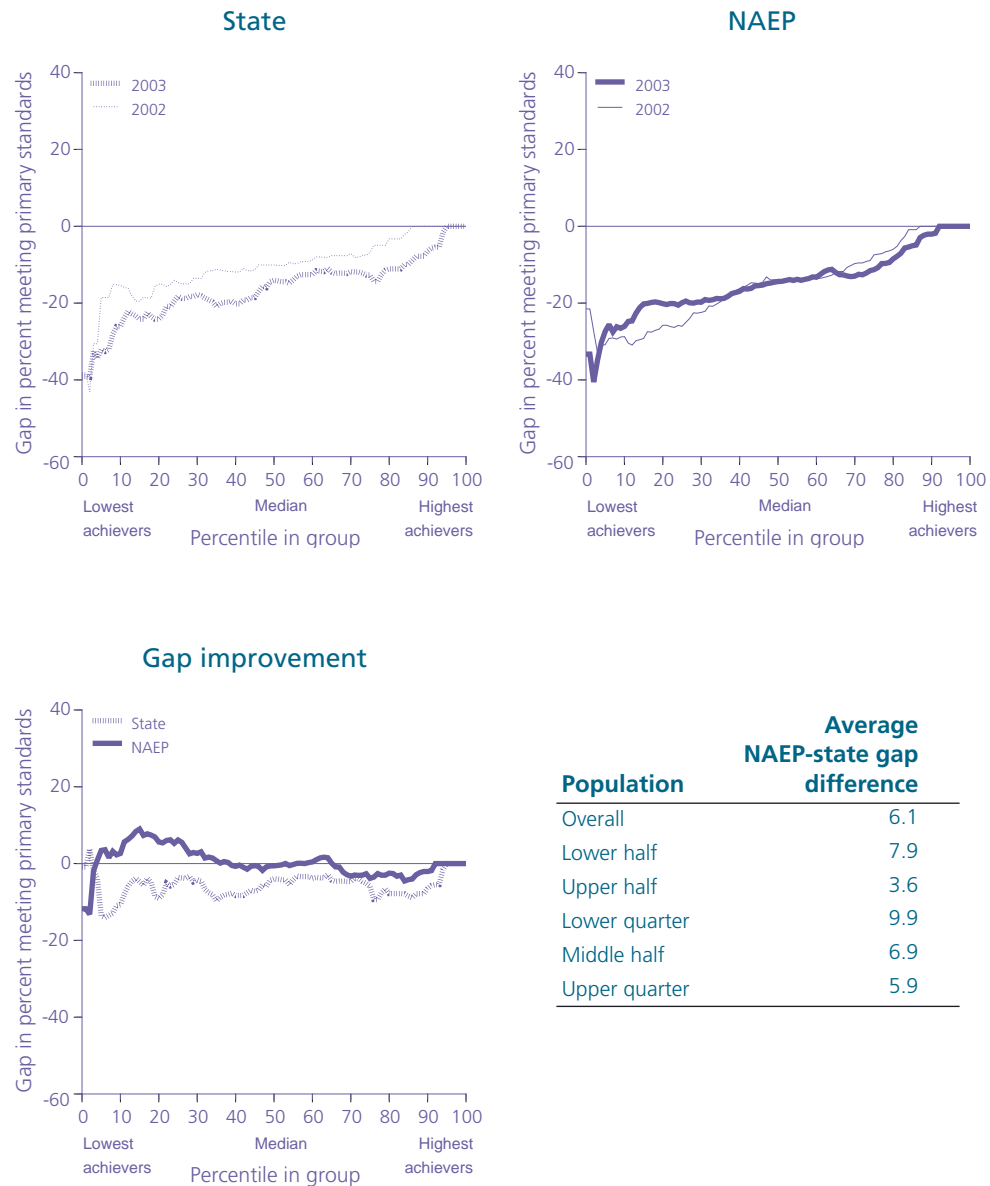 State
Gap in percent meeting primary standards
40
20
0
-20
-40
-60
2003
2002
0 10 20 30 40 50 60 70 80 90 100
Lowest achievers
Median
Highest achievers
Percentile in group
NAEP
Gap in percent meeting primary standards
40
20
0
-20
-40
-60
2003
2002
0 10 20 30 40 50 60 70 80 90 100
Lowest achievers
Median
Highest achievers
Percentile in group
Gap improvement
Gap in percent meeting primary standards
40
20
0
-20
-40
-60
State
NAEP
0 10 20 30 40 50 60 70 80 90 100
Lowest achievers
Median
Highest achievers
Percentile in group
Average
NAEP-state gap
Population difference
Overall 6.1
Lower half 7.9
Upper half 3.6
Lower quarter 9.9
Middle half 6.9
Upper quarter 5.9